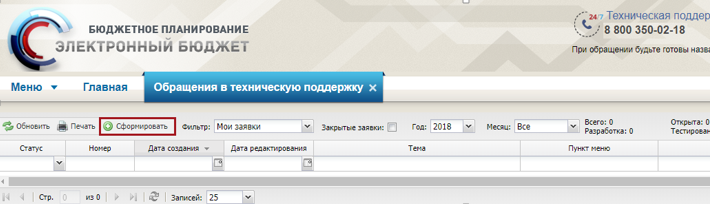 24/7 Техническая поддер
БЮДЖЕТНОЕ ПЛАНИРОВАНИЕ
ЭЛЕКТРОННЫЙ БЮДЖЕТ
8 800 350-02-18
При обращении будьте готовы назва
Меню Главная Обращения в техническую поддержку ×
Обновить Печать Сформировать Фильтр: Мои заявки Закрытые заявки: Год: 2018 Месяц: Все
Всего: 0 Открыта:
Разработка: 0 Тестирован
Статус Номер Дата создания Дата редактирования Тема Пункт меню
Стр. 0 из 0 Записей: 25